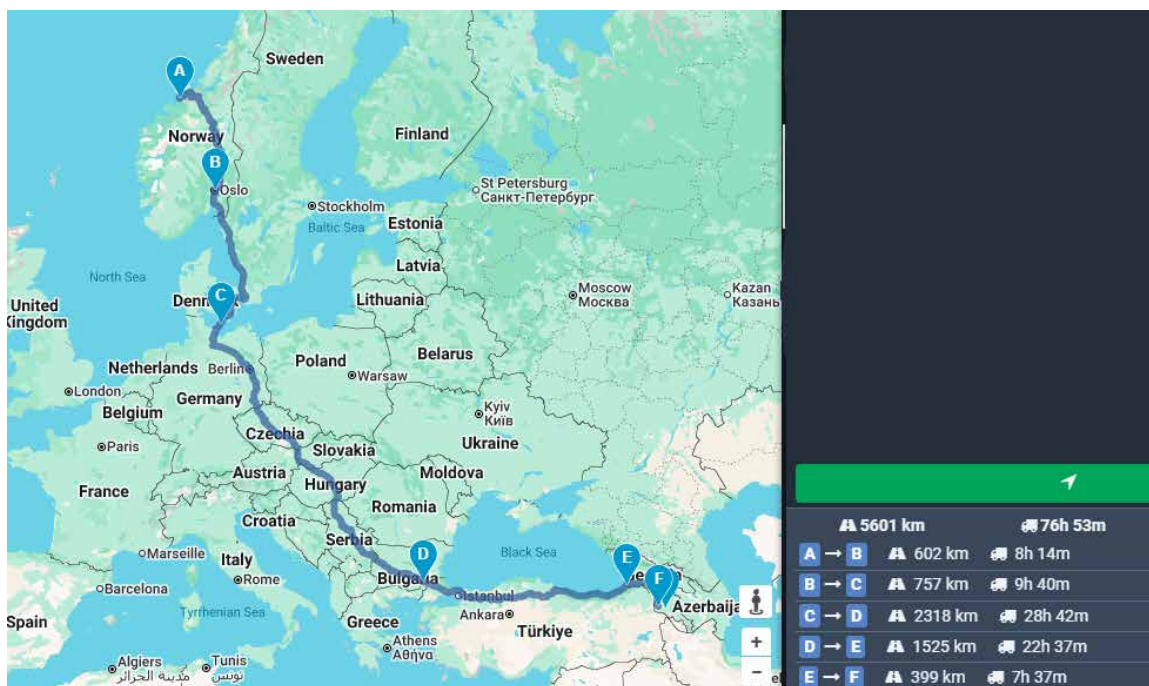 Sweden
A
Finland
Norway
B
Oslo
St Petersburg
Санкт-Петербург
Stockholm
Estonia
Baltic Sea
Latvia
North Sea
Moscow
Москва
Kazan
Казань
C
Lithuania
United
Kingdom
Belarus
Poland
Netherlands
Berlin
Warsaw
London
Germany
Belgium
Kyiv
Київ
Czechia
Paris
Ukraine
Slovakia
Austria
Moldova
Hungary
France
Romania
Croatia
Serbia
D
Black Sea
E
Marseille
Italy
Bulgaria
F
Rome
Barcelona
Istanbul
Azerbaija
Tyrrhenian Sea
Ankara
Spain
Greece
Türkiye
Athens
Αθήνα
Algiers
مدينة الجزائر
Tunis
تونس
+
−
5601 km 76h 53m
A → B 602 km 8h 14m
B → C 757 km 9h 40m
C → D 2318 km 28h 42m
D → E 1525 km 22h 37m
E → F 399 km 7h 37m